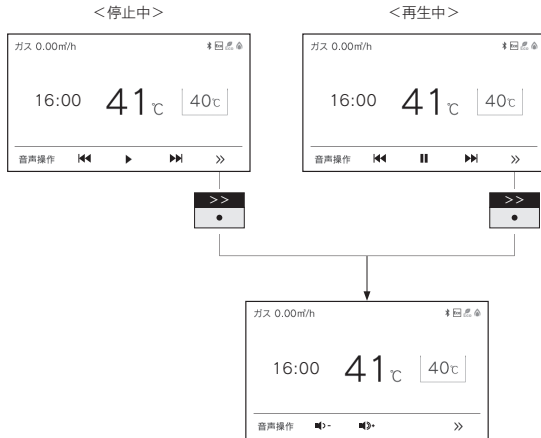 ＜停止中＞
＜再生中＞
ガス 0.00㎥/h
16:00 41℃ 40℃
音声操作
ガス 0.00㎥/h
16:00 41℃ 40℃
音声操作
>>
>>
ガス 0.00㎥/h
16:00 41℃ 40℃
音声操作 - +